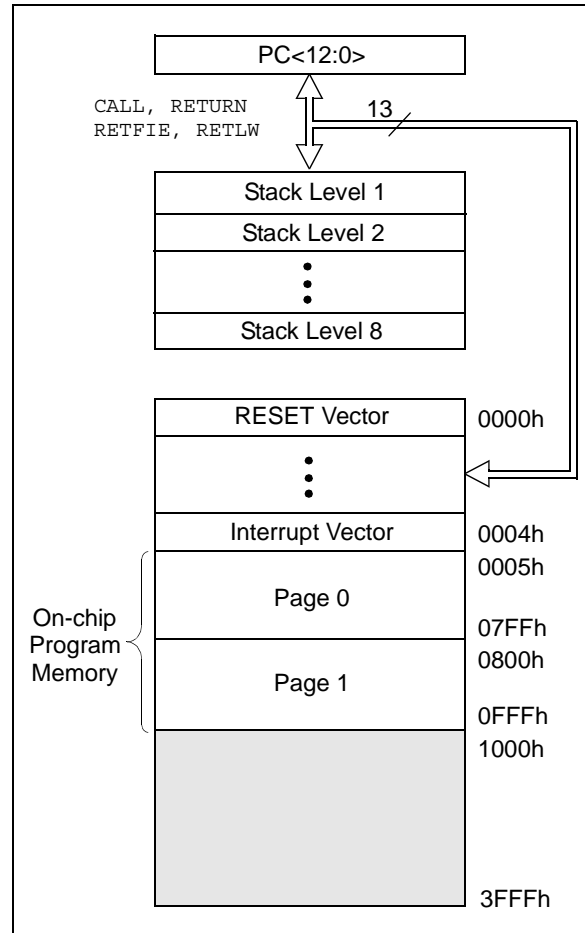 PC<12:0>
CALL, RETURN
RETFIE, RETLW
13
Stack Level 1
Stack Level 2
Stack Level 8
RESET Vector
0000h
Interrupt Vector
0004h
0005h
On-chip
Program
Memory
Page 0
07FFh
0800h
Page 1
0FFFh
1000h
3FFFh